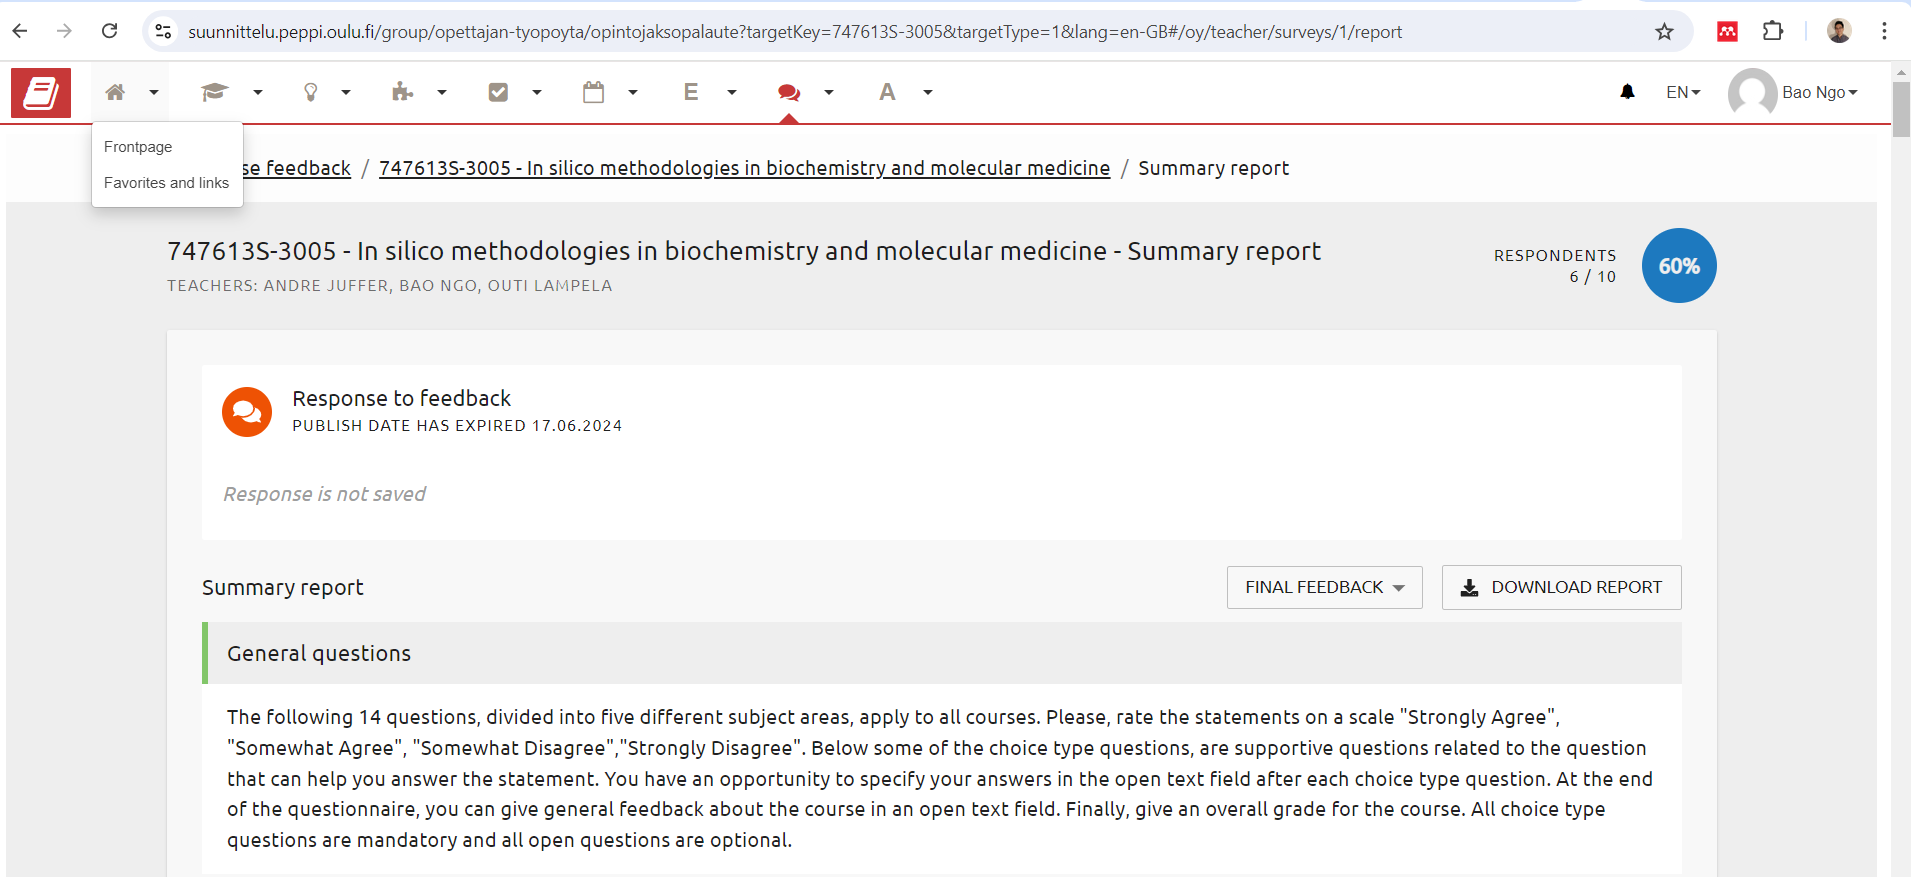 suunnittelu.peppi.oulu.fi/group/opettajan-tyopoyta/opintojaksopalaute?targetKey=747613S-3005&targetType=1&lang=en-GB#/oy/teacher/surveys/1/report
E
A
EN
Bao Ngo
Frontpage
Favorites and links
se feedback / 747613S-3005 - In silico methodologies in biochemistry and molecular medicine / Summary report
747613S-3005 - In silico methodologies in biochemistry and molecular medicine - Summary report
TEACHERS: ANDRE JUFFER, BAO NGO, OUTI LAMPELA
RESPONDENTS
6 / 10
60%
Response to feedback
PUBLISH DATE HAS EXPIRED 17.06.2024
Response is not saved
Summary report
FINAL FEEDBACK
DOWNLOAD REPORT
General questions
The following 14 questions, divided into five different subject areas, apply to all courses. Please, rate the statements on a scale "Strongly Agree",
"Somewhat Agree", "Somewhat Disagree","Strongly Disagree". Below some of the choice type questions, are supportive questions related to the question
that can help you answer the statement. You have an opportunity to specify your answers in the open text field after each choice type question. At the end
of the questionnaire, you can give general feedback about the course in an open text field. Finally, give an overall grade for the course. All choice type
questions are mandatory and all open questions are optional.